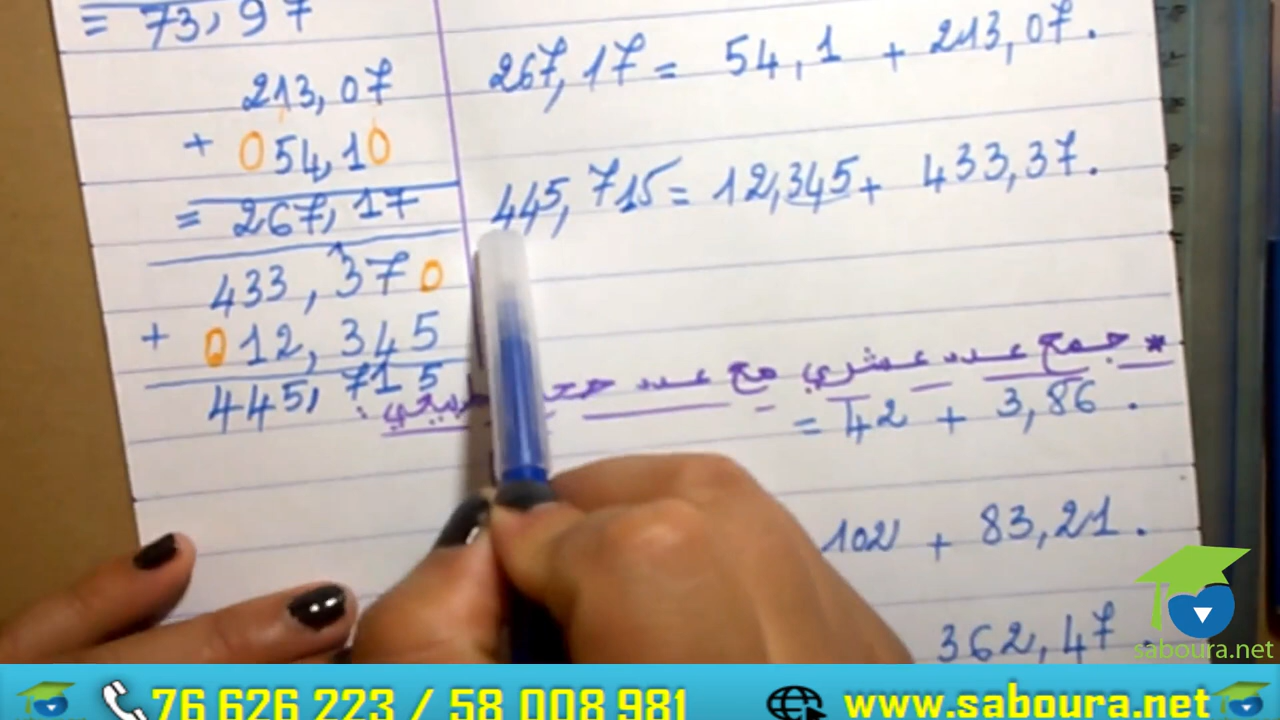 = 73,97
213,07
+ 054,10
= 267,17
433,370
+ 012,345
445,715
267,17 = 54,1 + 213,07 .
445,715 = 12,345 + 433,37 .
* جمع عدد عشري مع عدد
= 42 + 3,86 .
102 + 83,21 .
362,47 .
saboura.net
76 626 223 / 58 008 981
www.saboura.net